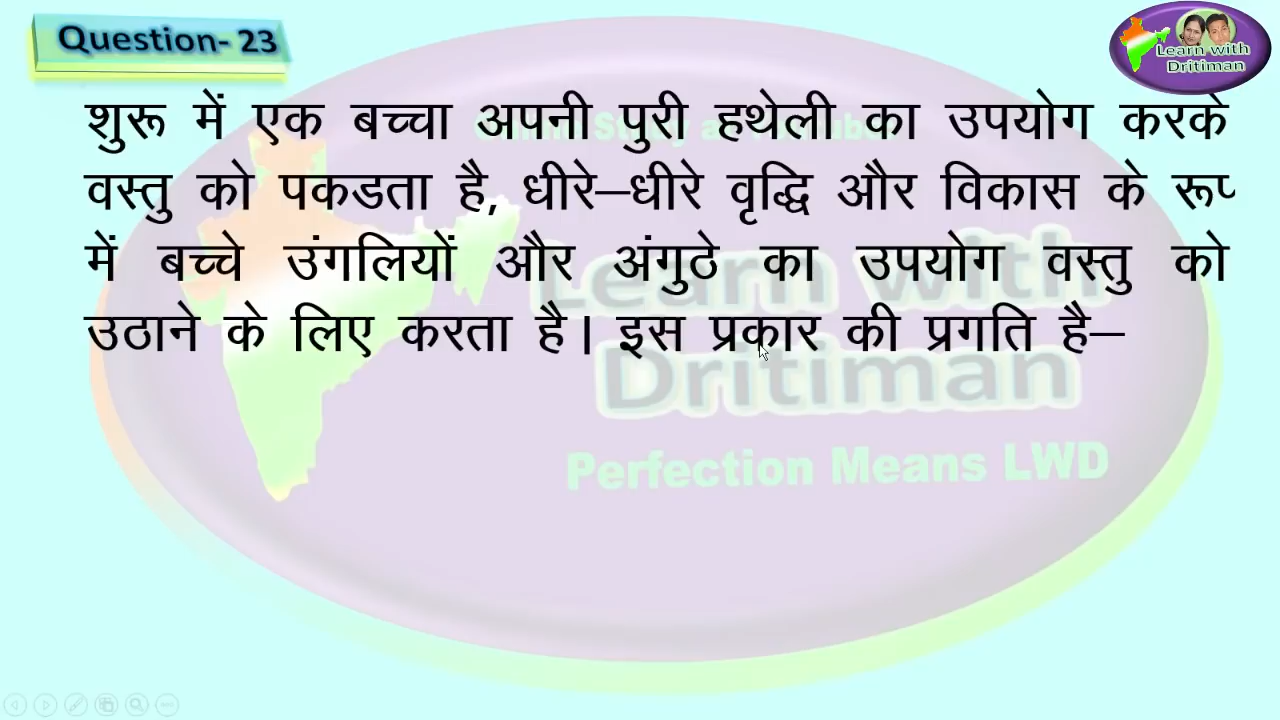 Question- 23
Learn with
Dritiman
शुरू में एक बच्चा अपनी पुरी हथेली का उपयोग करके
वस्तु को पकडता है, धीरे–धीरे वृद्धि और विकास के रूप
में बच्चे उंगलियों और अंगुठे का उपयोग वस्तु को
उठाने के लिए करता है। इस प्रकार की प्रगति है–
Learn with
Dritiman
Perfection Means LWD